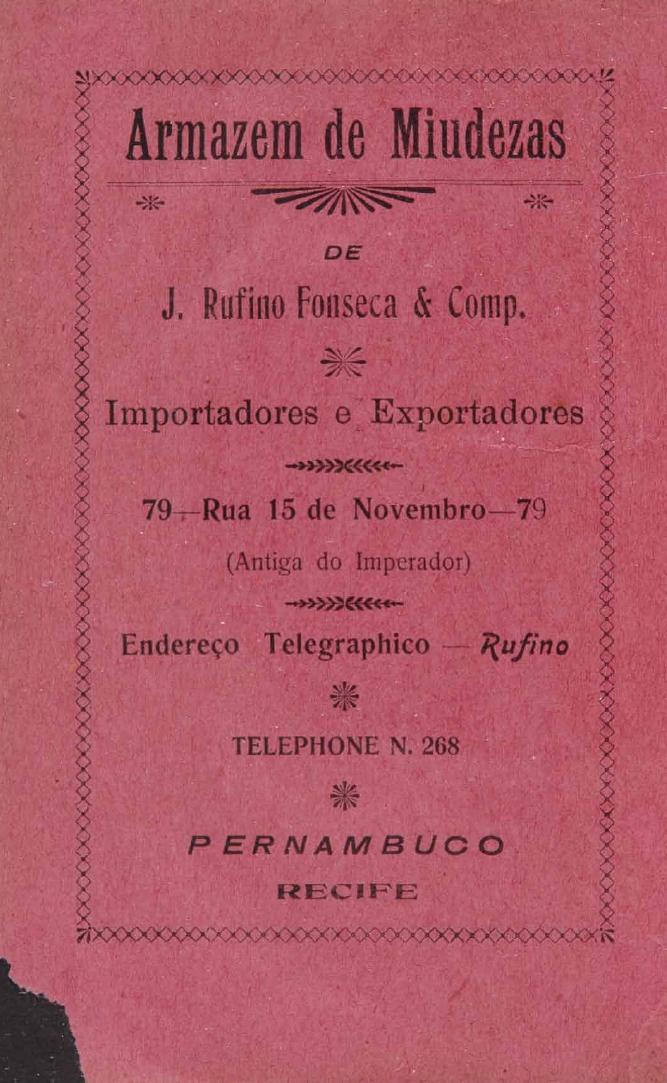 Armazem de Miudezas
DE
J. Rufino Fonseca & Comp.
Importadores e Exportadores
79—Rua 15 de Novembro—79
(Antiga do Imperador)
Endereço Telegraphico — Rufino
TELEPHONE N. 268
PERNAMBUCO
RECIFE